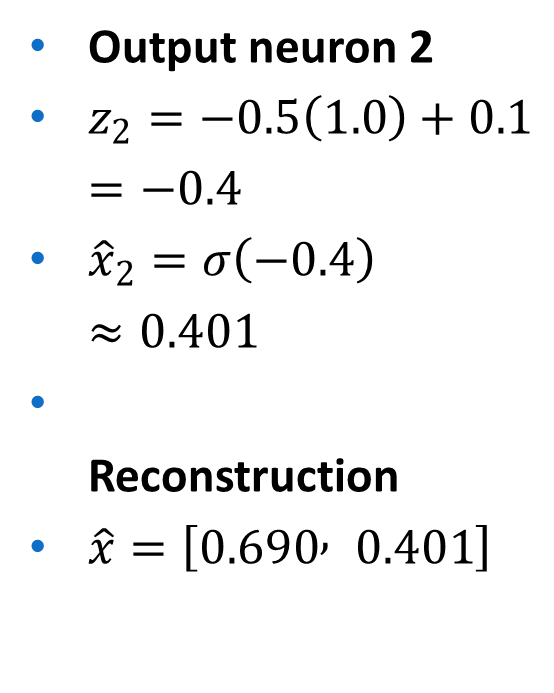 • Output neuron 2
• z₂ = −0.5(1.0) + 0.1
= −0.4
• x̂₂ = σ(−0.4)
≈ 0.401
•
Reconstruction
• x̂ = [0.690, 0.401]